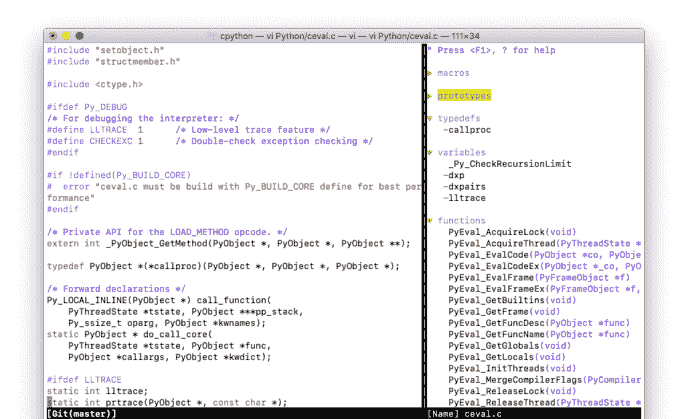 cpython — vi Python/ceval.c — vi — vi Python/ceval.c — 111×34
#include "setobject.h"
#include "structmember.h"
#include <ctype.h>
#ifdef Py_DEBUG
/* For debugging the interpreter: */
#define LLTRACE  1      /* Low-level trace feature */
#define CHECKEXC 1      /* Double-check exception checking */
#endif
#if !defined(Py_BUILD_CORE)
#  error "ceval.c must be build with Py_BUILD_CORE define for best per
formance"
#endif
/* Private API for the LOAD_METHOD opcode. */
extern int _PyObject_GetMethod(PyObject *, PyObject *, PyObject **);
typedef PyObject *(*callproc)(PyObject *, PyObject *, PyObject *);
/* Forward declarations */
Py_LOCAL_INLINE(PyObject *) call_function(
    PyThreadState *tstate, PyObject ***pp_stack,
    Py_ssize_t oparg, PyObject *kwnames);
static PyObject * do_call_core(
    PyThreadState *tstate, PyObject *func,
    PyObject *callargs, PyObject *kwdict);
#ifdef LLTRACE
static int lltrace;
static int prtrace(PyObject *, const char *);
[Git(master)]
" Press <F1>, ? for help
▸ macros
▸ prototypes
▾ typedefs
-callproc
▾ variables
_Py_CheckRecursionLimit
-dxp
-dxpairs
-lltrace
▾ functions
PyEval_AcquireLock(void)
PyEval_AcquireThread(PyThreadState *
PyEval_EvalCode(PyObject *co, PyObje
PyEval_EvalCodeEx(PyObject *_co, PyO
PyEval_EvalFrame(PyFrameObject *f)
PyEval_EvalFrameEx(PyFrameObject *f,
PyEval_GetBuiltins(void)
PyEval_GetFrame(void)
PyEval_GetFuncDesc(PyObject *func)
PyEval_GetFuncName(PyObject *func)
PyEval_GetGlobals(void)
PyEval_GetLocals(void)
PyEval_InitThreads(void)
PyEval_MergeCompilerFlags(PyCompiler
PyEval_ReleaseLock(void)
PyEval_ReleaseThread(PyThreadState *
[Name] ceval.c